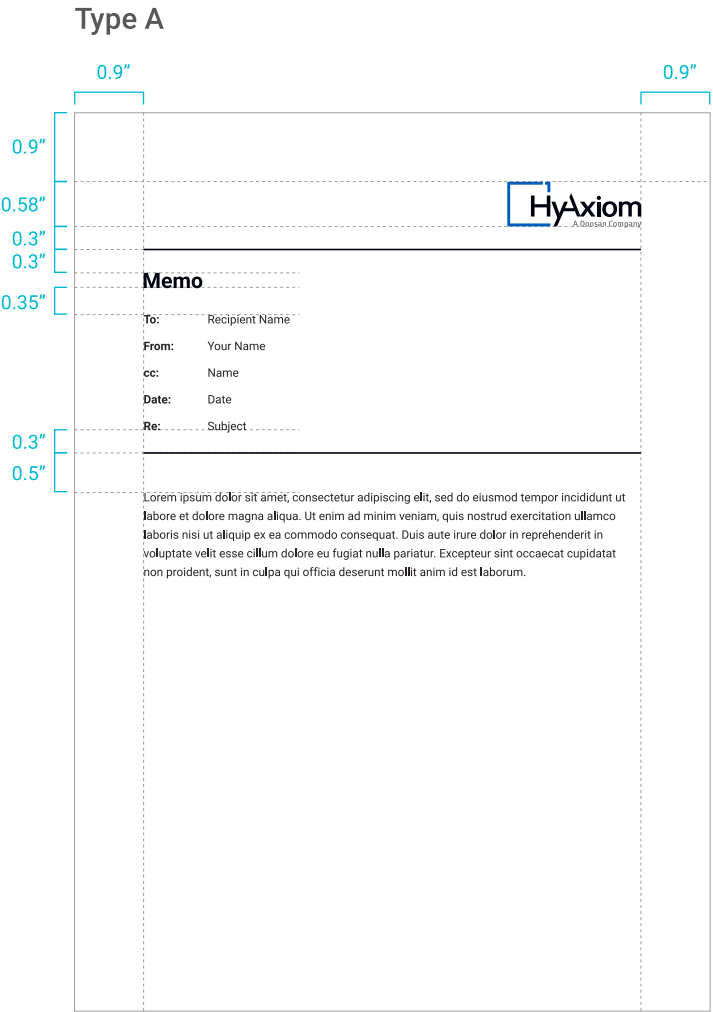 Type A
0.9”
0.9”
0.9”
0.58”
HyAxiom
A Doosan Company
0.3”
0.3”
Memo
0.35”
To: Recipient Name
From: Your Name
cc: Name
Date: Date
Re: Subject
0.3”
0.5”
Lorem ipsum dolor sit amet, consectetur adipiscing elit, sed do eiusmod tempor incididunt ut
labore et dolore magna aliqua. Ut enim ad minim veniam, quis nostrud exercitation ullamco
laboris nisi ut aliquip ex ea commodo consequat. Duis aute irure dolor in reprehenderit in
voluptate velit esse cillum dolore eu fugiat nulla pariatur. Excepteur sint occaecat cupidatat
non proident, sunt in culpa qui officia deserunt mollit anim id est laborum.